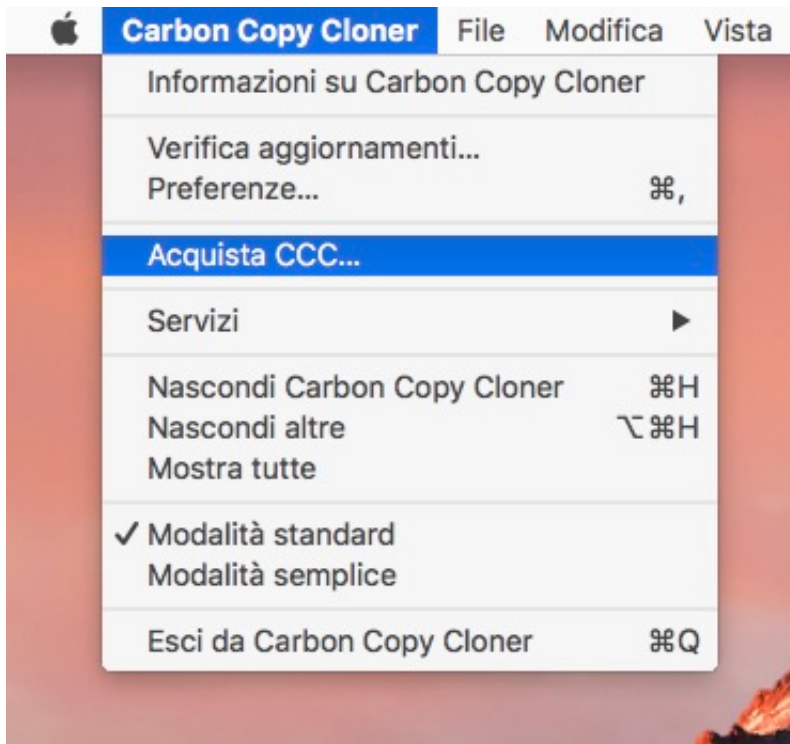 Carbon Copy Cloner File Modifica Vista
Informazioni su Carbon Copy Cloner
Verifica aggiornamenti...
Preferenze... ⌘,
Acquista CCC...
Servizi ▶
Nascondi Carbon Copy Cloner ⌘H
Nascondi altre ⌥⌘H
Mostra tutte
✓ Modalità standard
Modalità semplice
Esci da Carbon Copy Cloner ⌘Q